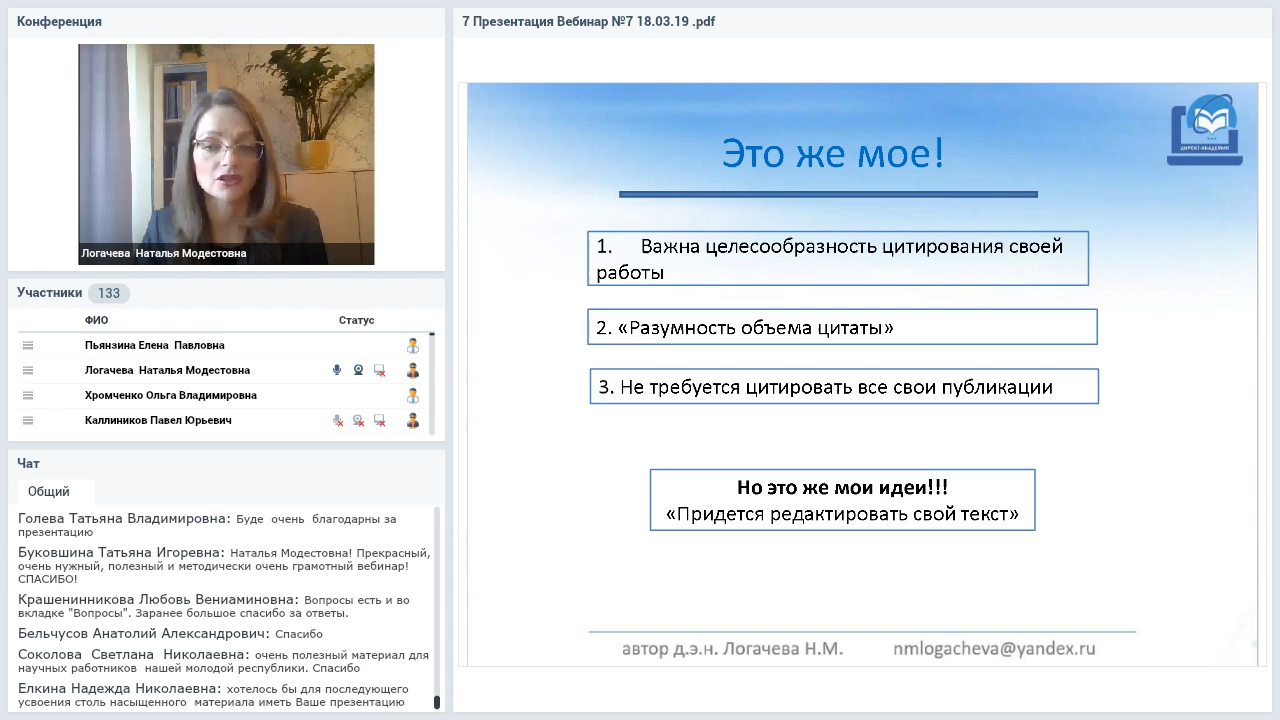 Конференция
Логачева  Наталья Модестовна
Участники 133
ФИО Статус
Пьянзина Елена  Павловна
Логачева  Наталья Модестовна
Хромченко Ольга Владимировна
Каллиников Павел Юрьевич
Чат
Общий
Голева Татьяна Владимировна: Буде  очень  благодарны за
презентацию
Буковшина Татьяна Игоревна: Наталья Модестовна! Прекрасный,
очень нужный, полезный и методически очень грамотный вебинар!
СПАСИБО!
Крашенинникова Любовь Вениаминовна: Вопросы есть и во
вкладке "Вопросы". Заранее большое спасибо за ответы.
Бельчусов Анатолий Александрович: Спасибо
Соколова  Светлана  Николаевна: очень полезный материал для
научных работников  нашей молодой республики. Спасибо
Елкина Надежда Николаевна: хотелось бы для последующего
усвоения столь насыщенного  материала иметь Ваше презентацию
7 Презентация Вебинар №7 18.03.19 .pdf
ДИРЕКТ-АКАДЕМИЯ
Это же мое!
1. Важна целесообразность цитирования своей
работы
2. «Разумность объема цитаты»
3. Не требуется цитировать все свои публикации
Но это же мои идеи!!!
«Придется редактировать свой текст»
автор д.э.н. Логачева Н.М. nmlogacheva@yandex.ru